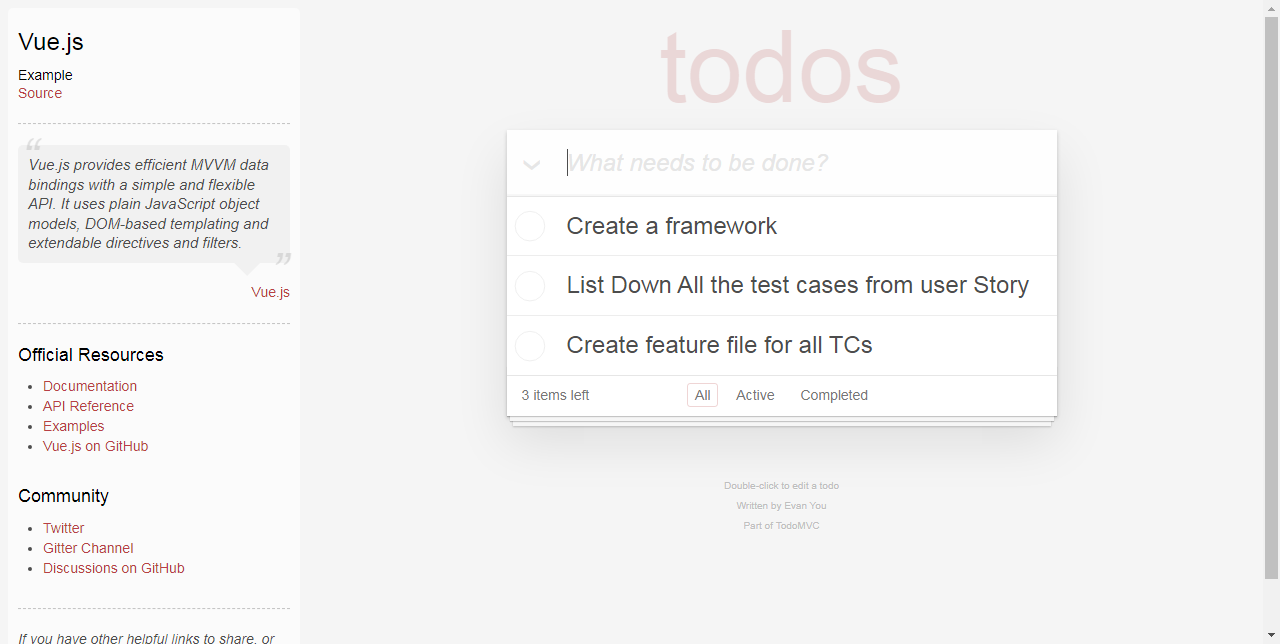 Vue.js
Example
Source
“
Vue.js provides efficient MVVM data
bindings with a simple and flexible
API. It uses plain JavaScript object
models, DOM-based templating and
extendable directives and filters.
”
Vue.js
Official Resources
Documentation
API Reference
Examples
Vue.js on GitHub
Community
Twitter
Gitter Channel
Discussions on GitHub
If you have other helpful links to share, or
todos
What needs to be done?
Create a framework
List Down All the test cases from user Story
Create feature file for all TCs
3 items left All Active Completed
Double-click to edit a todo
Written by Evan You
Part of TodoMVC